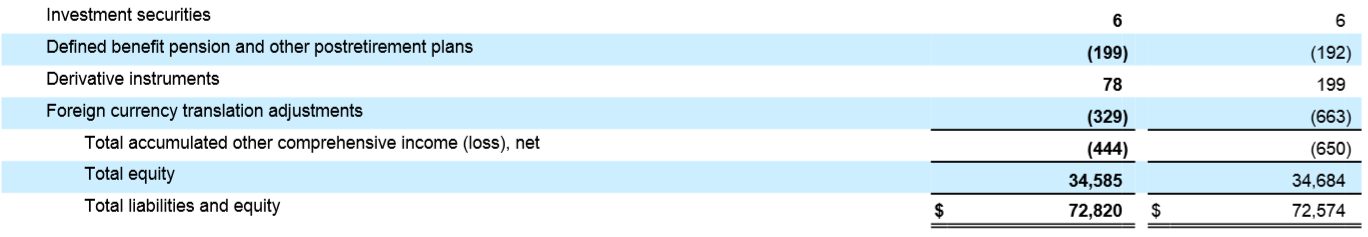 Investment securities 6 6
Defined benefit pension and other postretirement plans (199) (192)
Derivative instruments 78 199
Foreign currency translation adjustments (329) (663)
Total accumulated other comprehensive income (loss), net (444) (650)
Total equity 34,585 34,684
Total liabilities and equity $ 72,820 $ 72,574